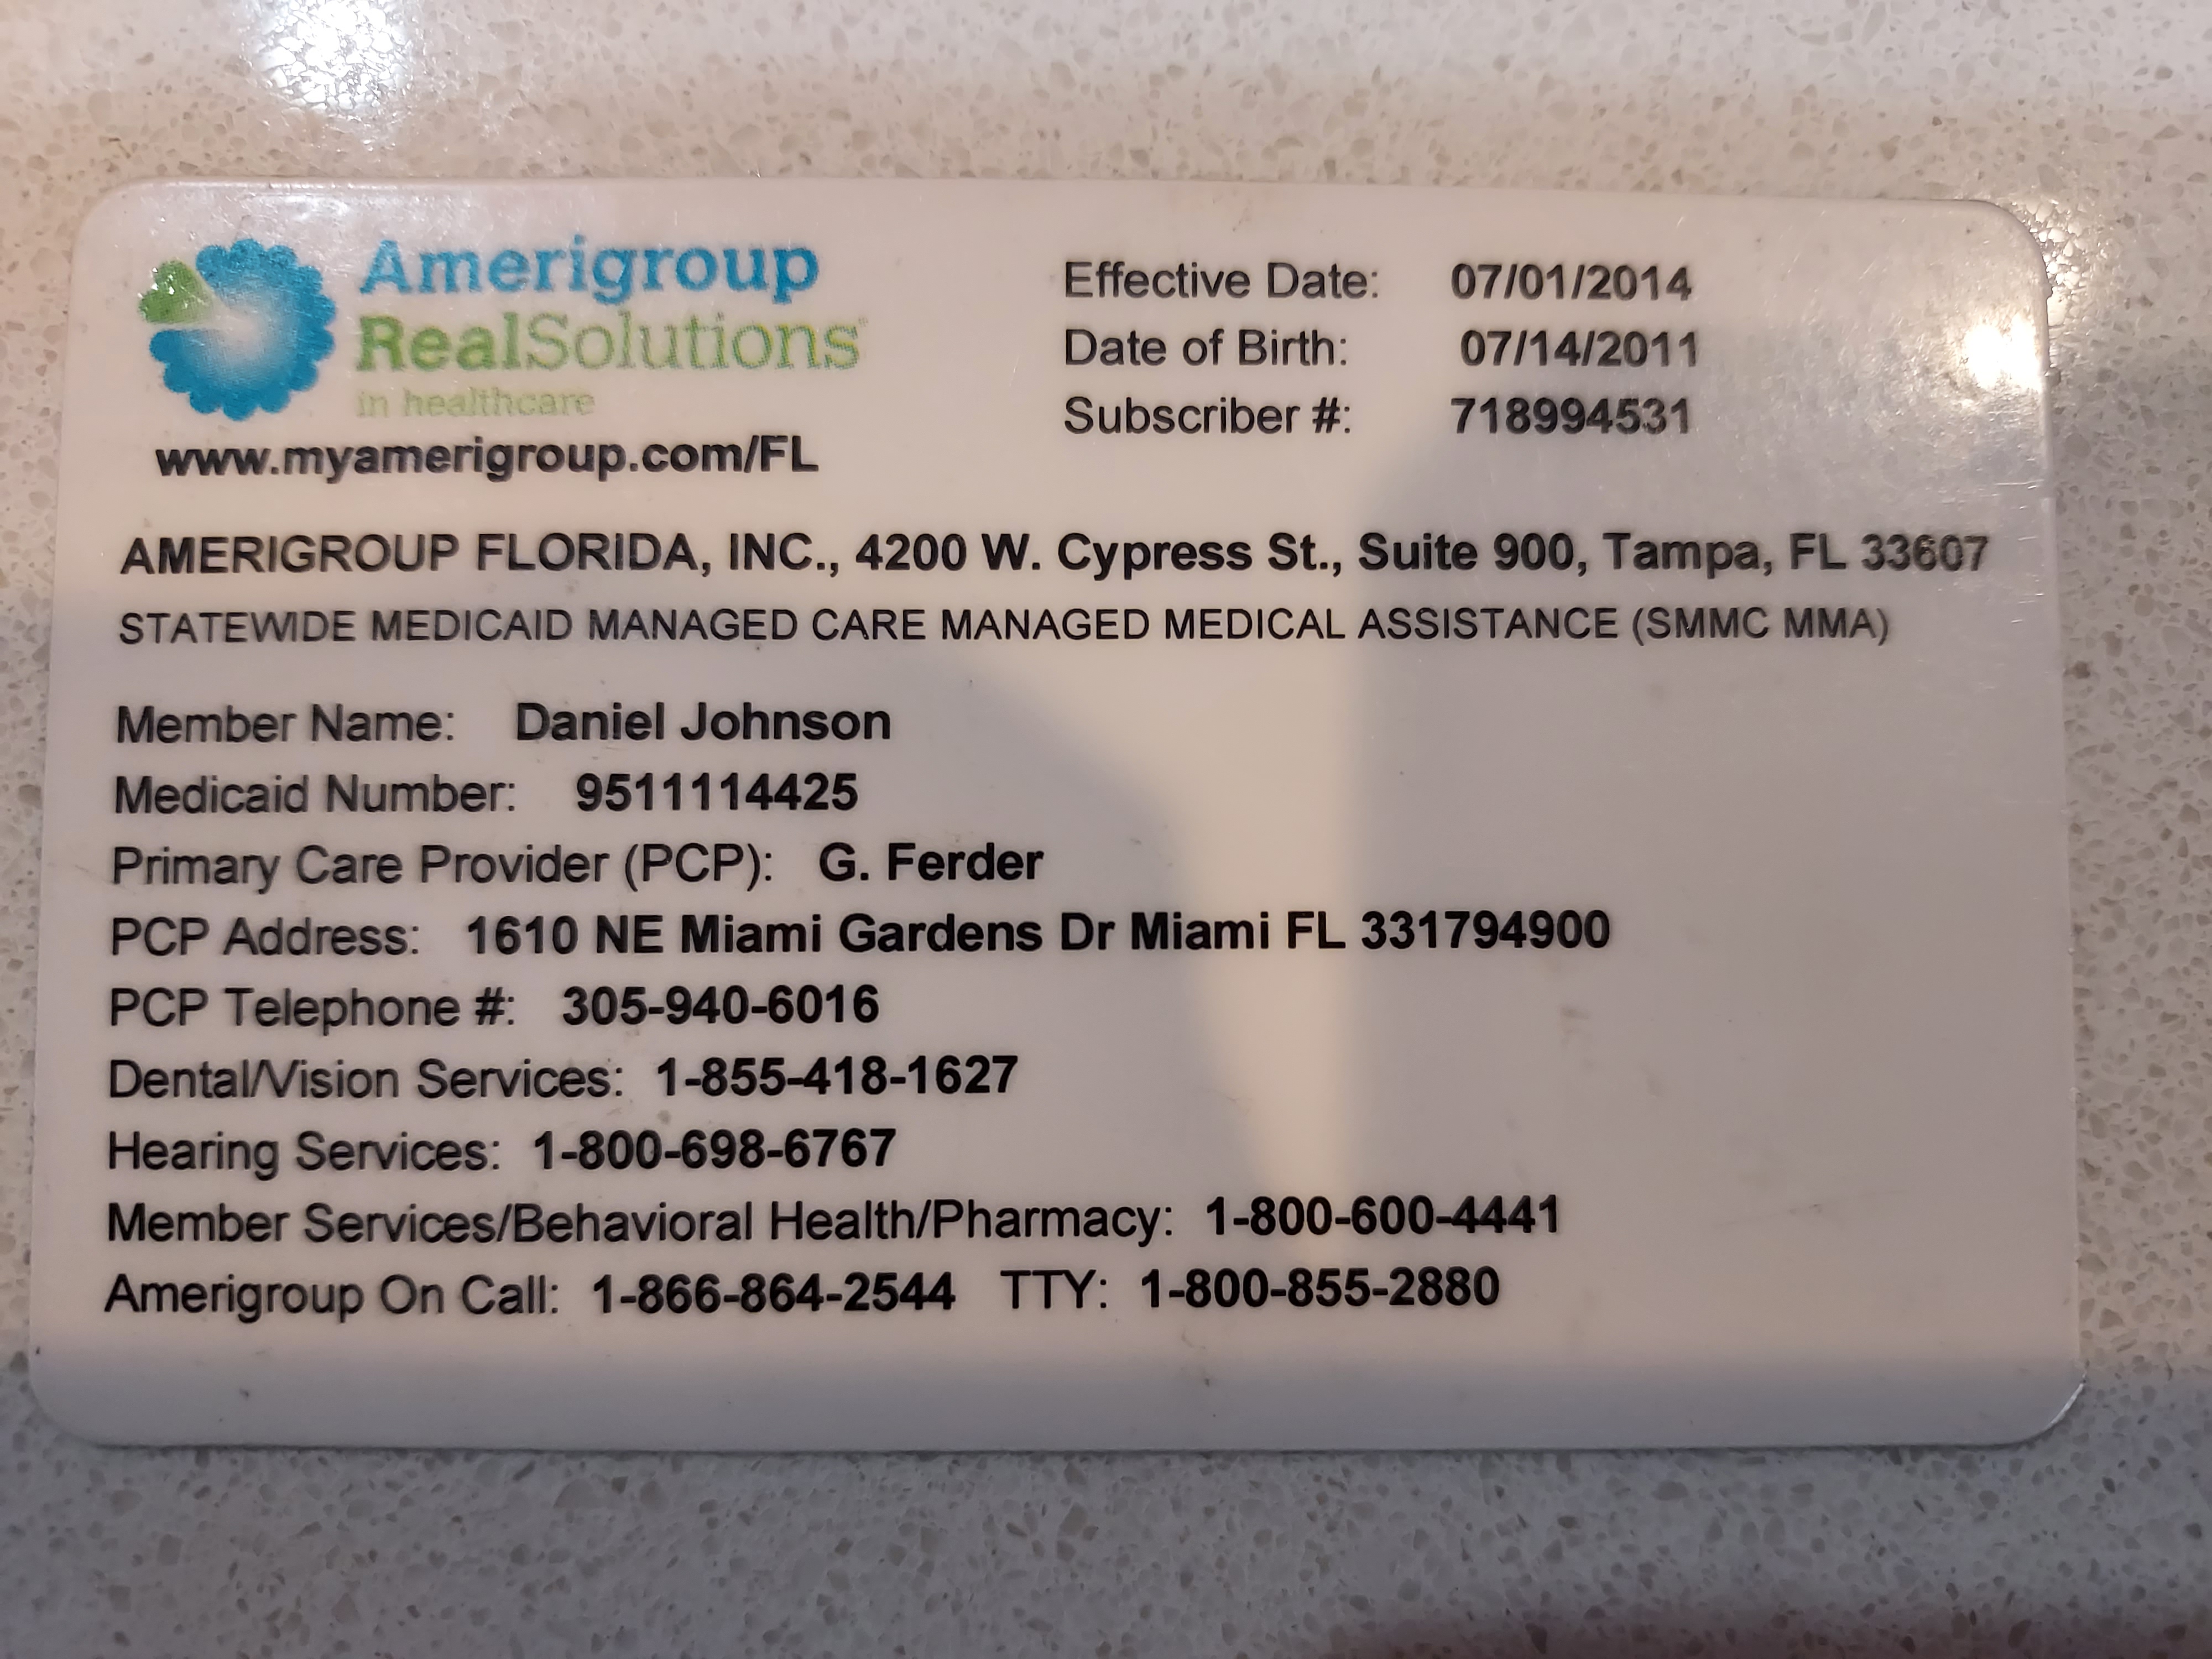 Amerigroup
RealSolutions
in healthcare
www.myamerigroup.com/FL
Effective Date: 07/01/2014
Date of Birth: 07/14/2011
Subscriber #: 718994531
AMERIGROUP FLORIDA, INC., 4200 W. Cypress St., Suite 900, Tampa, FL 33607
STATEWIDE MEDICAID MANAGED CARE MANAGED MEDICAL ASSISTANCE (SMMC MMA)
Member Name: Daniel Johnson
Medicaid Number: 9511114425
Primary Care Provider (PCP): G. Ferder
PCP Address: 1610 NE Miami Gardens Dr Miami FL 331794900
PCP Telephone #: 305-940-6016
Dental/Vision Services: 1-855-418-1627
Hearing Services: 1-800-698-6767
Member Services/Behavioral Health/Pharmacy: 1-800-600-4441
Amerigroup On Call: 1-866-864-2544 TTY: 1-800-855-2880